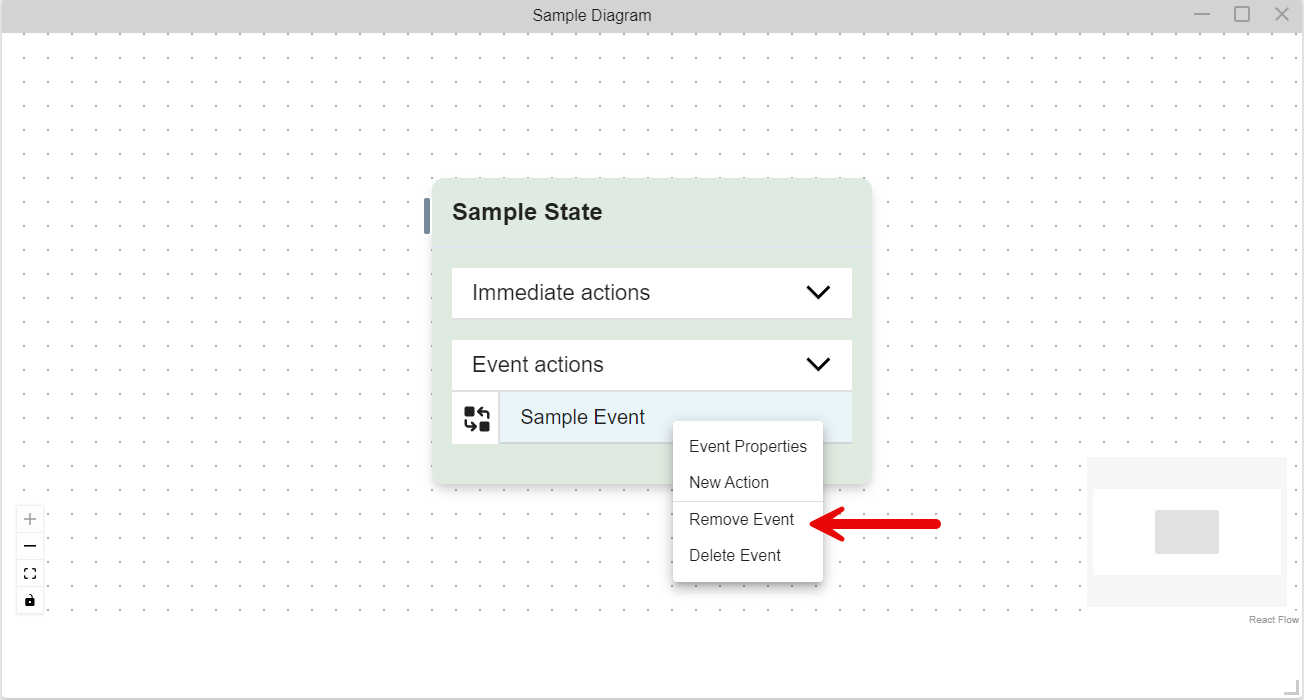 Sample Diagram
Sample State
Immediate actions
Event actions
Sample Event
Event Properties
New Action
Remove Event
Delete Event
React Flow